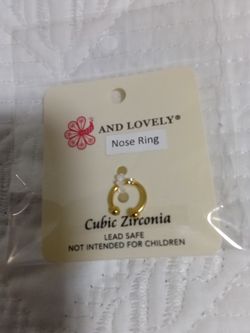 AND LOVELY®
Nose Ring
Cubic Zirconia
LEAD SAFE
NOT INTENDED FOR CHILDREN